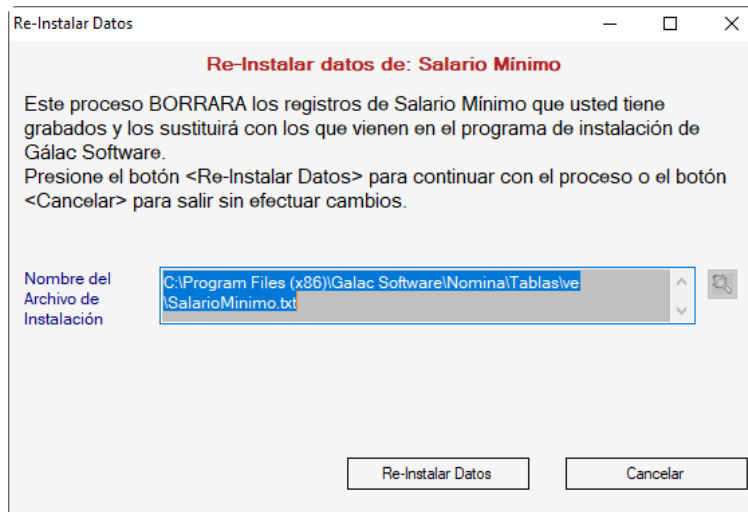 Re-Instalar Datos
Re-Instalar datos de: Salario Mínimo
Este proceso BORRARA los registros de Salario Mínimo que usted tiene
grabados y los sustituirá con los que vienen en el programa de instalación de
Gálac Software.
Presione el botón <Re-Instalar Datos> para continuar con el proceso o el botón
<Cancelar> para salir sin efectuar cambios.
Nombre del
Archivo de
Instalación
C:\Program Files (x86)\Galac Software\Nomina\Tablas\ve
\SalarioMinimo.txt
Re-Instalar Datos
Cancelar